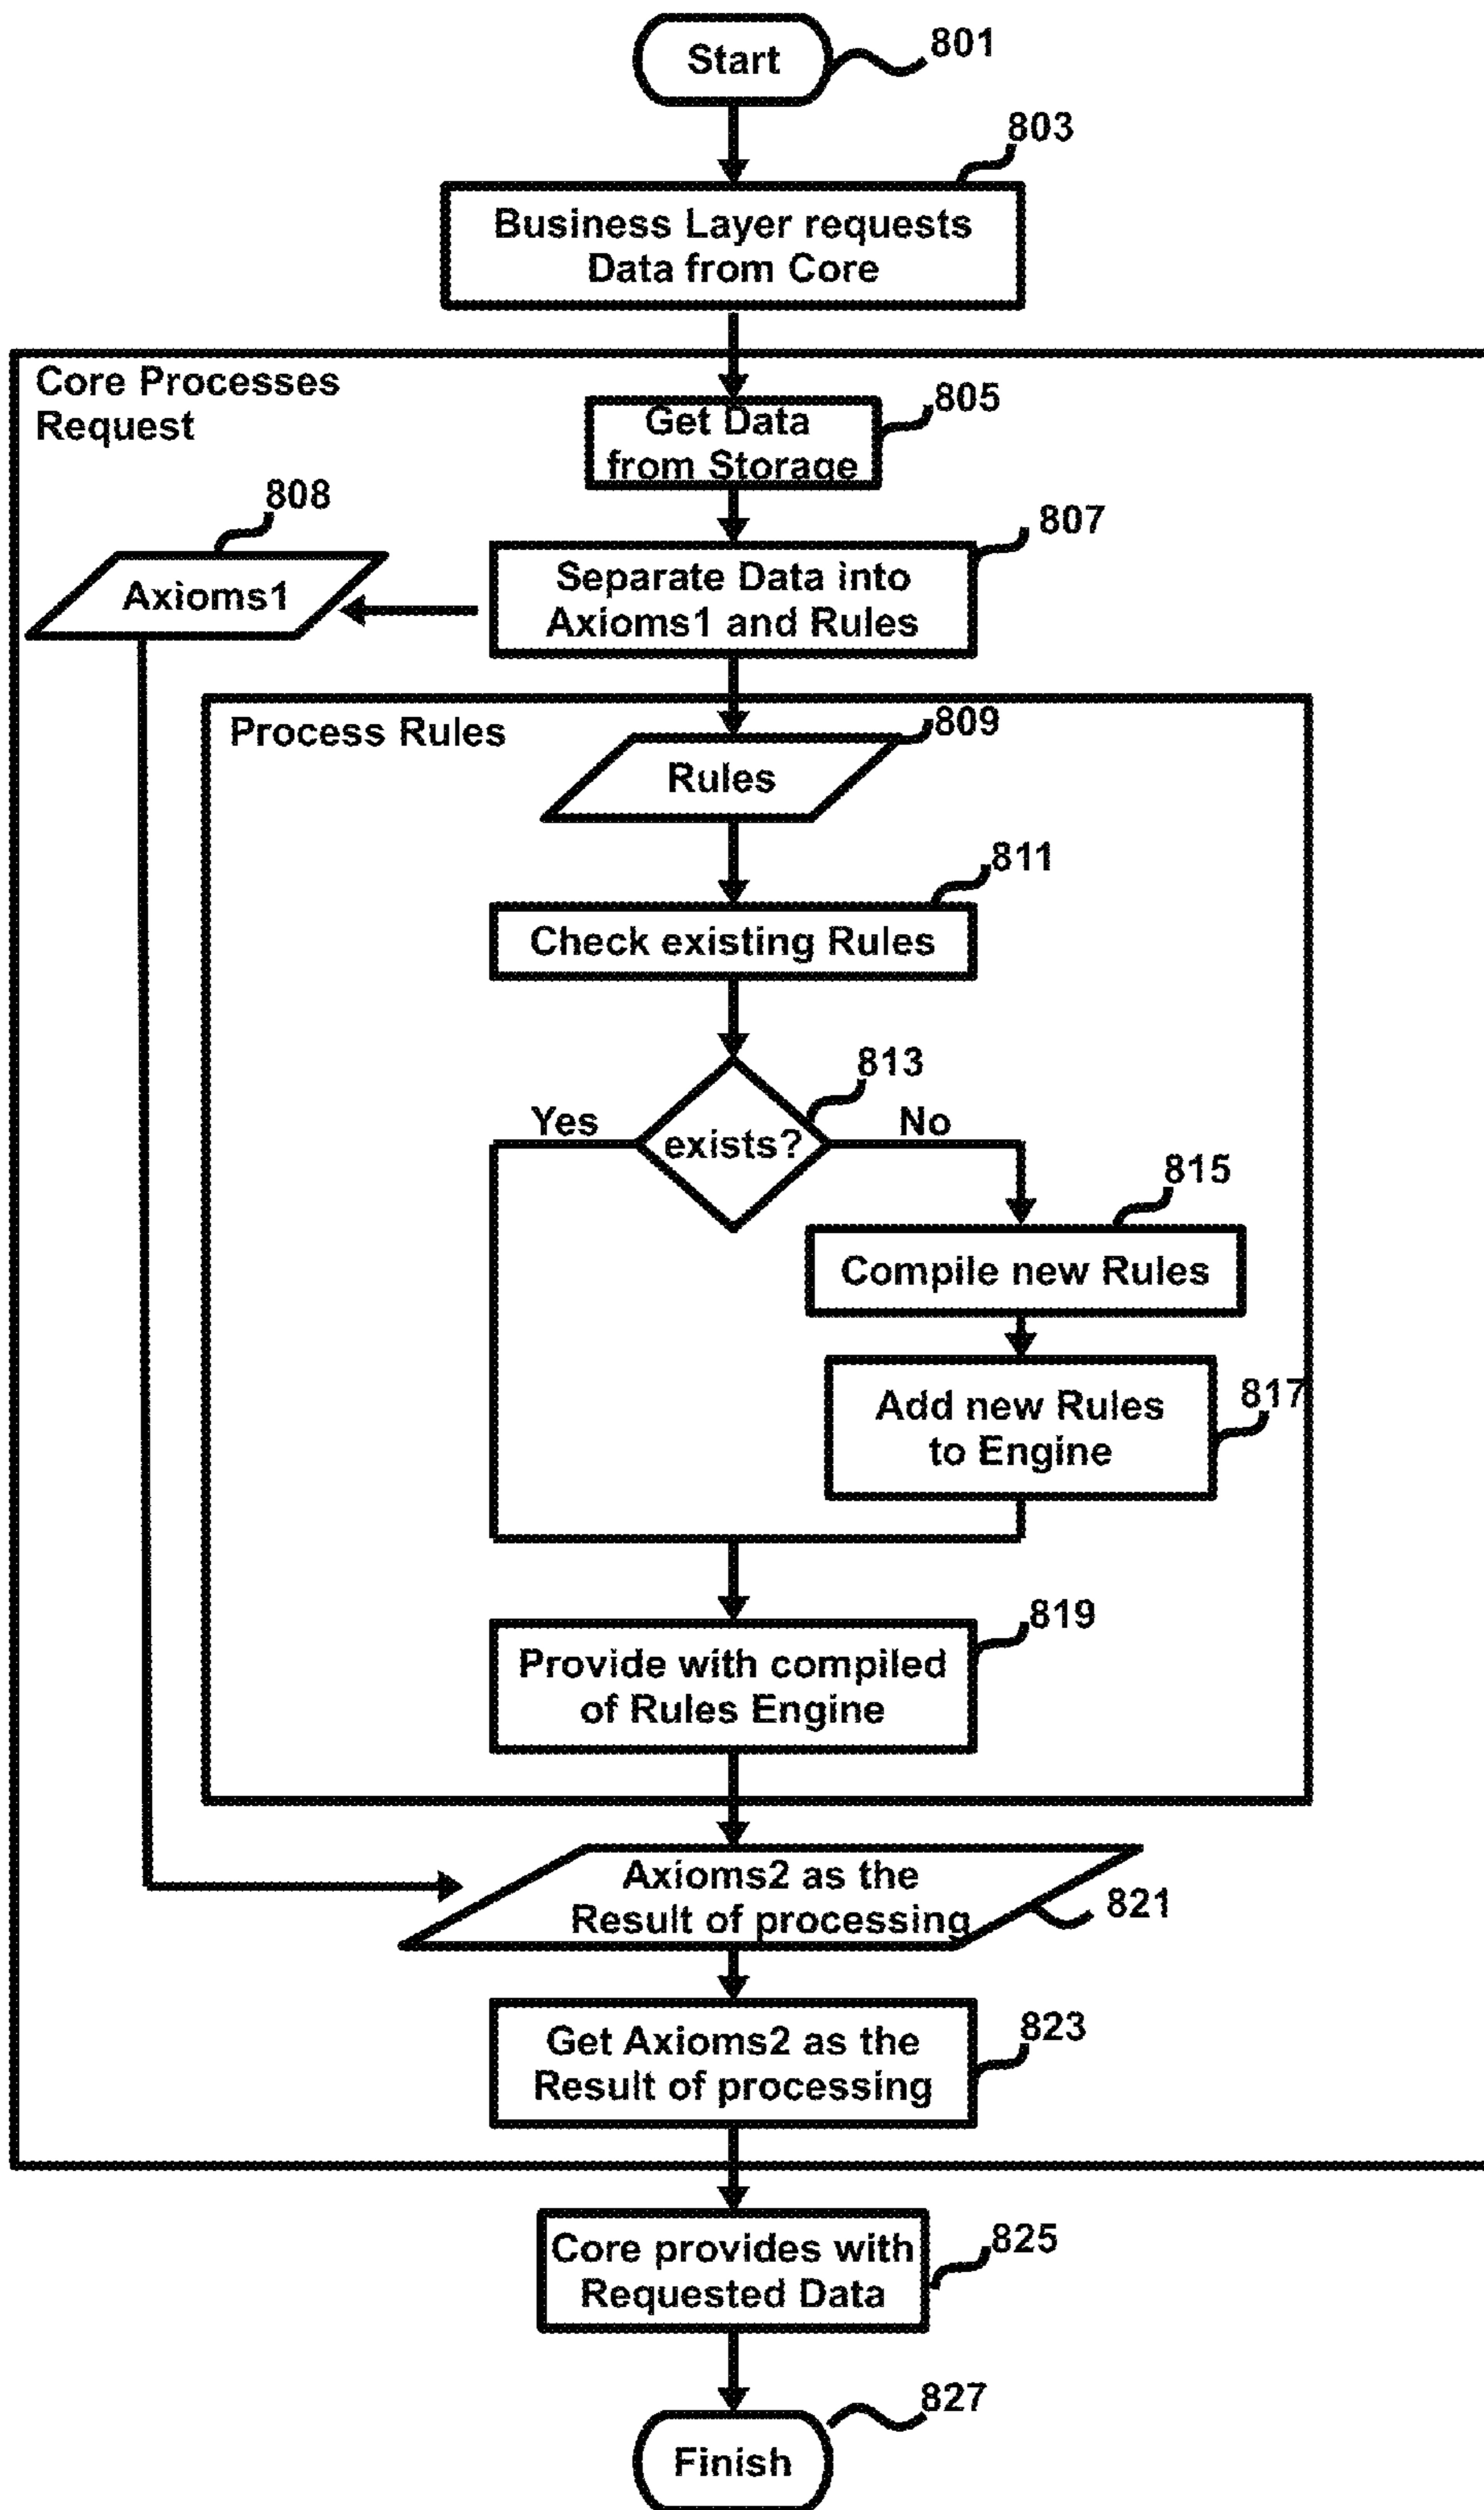 Start
801
803
Business Layer requests
Data from Core
Core Processes
Request
805
Get Data
from Storage
808
807
Axioms1
Separate Data into
Axioms1 and Rules
Process Rules
809
Rules
811
Check existing Rules
813
Yes
exists?
No
815
Compile new Rules
817
Add new Rules
to Engine
819
Provide with compiled
of Rules Engine
Axioms2 as the
Result of processing
821
823
Get Axioms2 as the
Result of processing
825
Core provides with
Requested Data
827
Finish